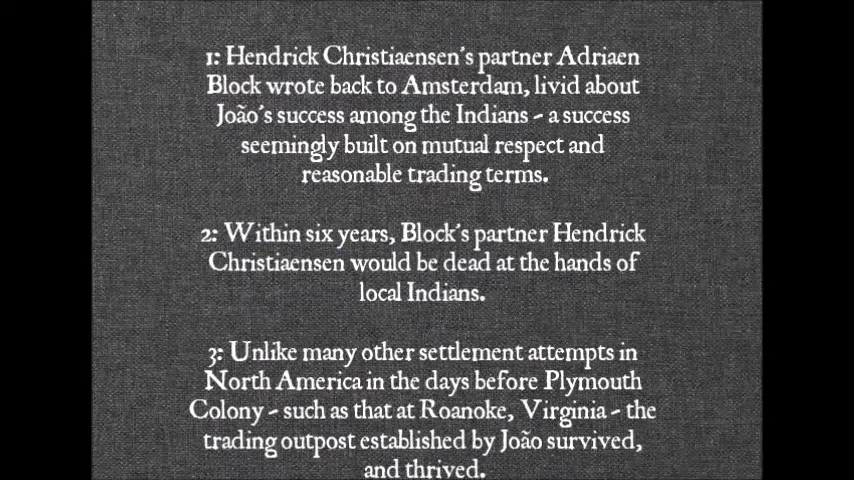 1: Hendrick Christiaensen's partner Adriaen
Block wrote back to Amsterdam, livid about
João's success among the Indians - a success
seemingly built on mutual respect and
reasonable trading terms.
2: Within six years, Block's partner Hendrick
Christiaensen would be dead at the hands of
local Indians.
3: Unlike many other settlement attempts in
North America in the days before Plymouth
Colony - such as that at Roanoke, Virginia - the
trading outpost established by João survived,
and thrived.